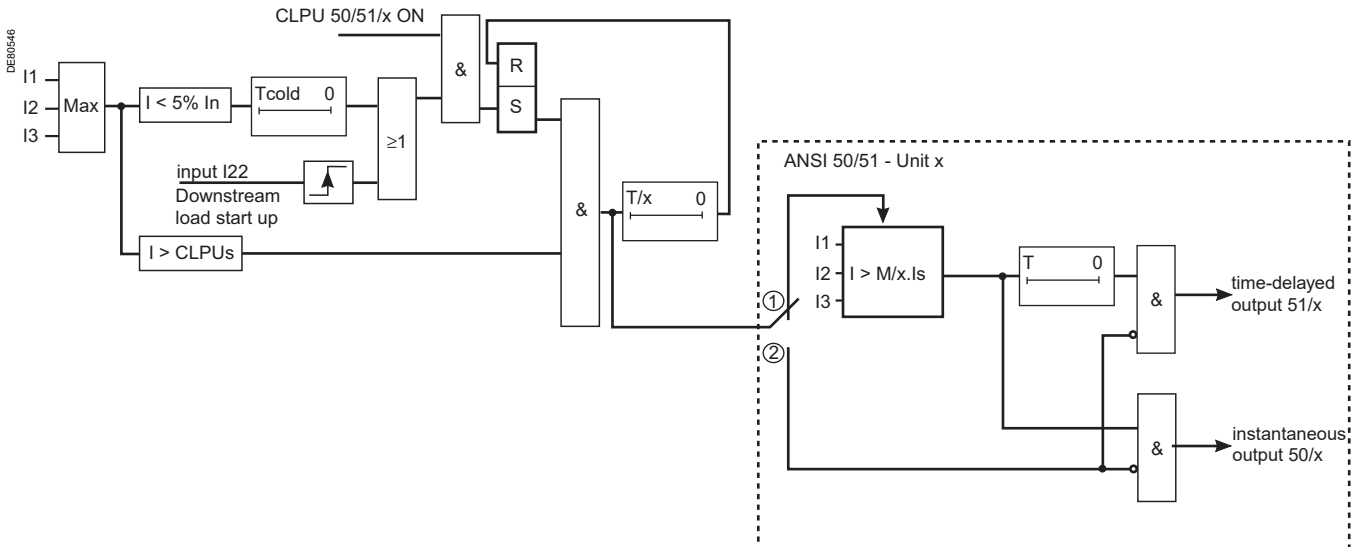 CLPU 50/51/x ON
DE80546
I1
I2
I3
Max
I < 5% In
Tcold 0
≥1
&
R
S
input I22
Downstream
load start up
I > CLPUs
&
T/x 0
ANSI 50/51 - Unit x
I1
I2
I3
I > M/x.Is
T 0
&
time-delayed
output 51/x
1
2
&
instantaneous
output 50/x